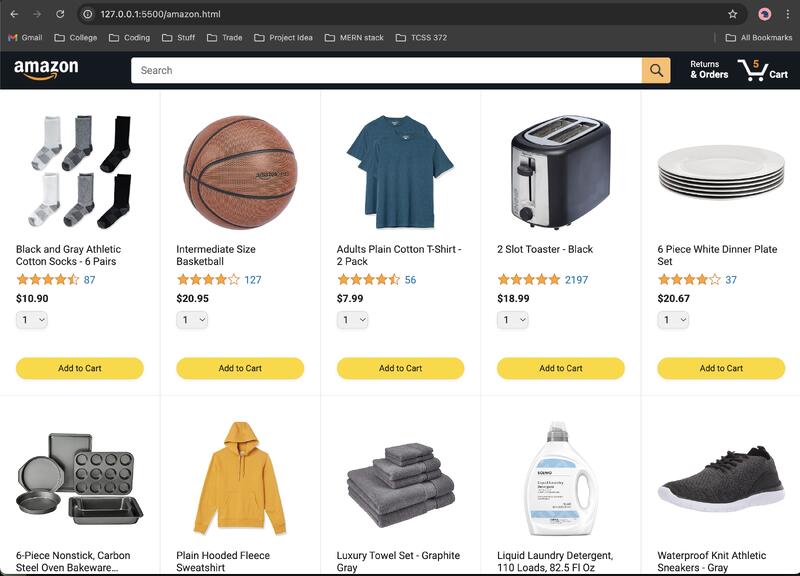 127.0.0.1:5500/amazon.html
Gmail College Coding Stuff Trade Project Idea MERN stack TCSS 372 All Bookmarks
amazon Search Returns 5
& Orders Cart
Black and Gray Athletic
Cotton Socks - 6 Pairs
87
$10.90
1
Add to Cart
Intermediate Size
Basketball
127
$20.95
1
Add to Cart
Adults Plain Cotton T-Shirt -
2 Pack
56
$7.99
1
Add to Cart
2 Slot Toaster - Black
2197
$18.99
1
Add to Cart
6 Piece White Dinner Plate
Set
37
$20.67
1
Add to Cart
6-Piece Nonstick, Carbon
Steel Oven Bakeware...
Plain Hooded Fleece
Sweatshirt
Luxury Towel Set - Graphite
Gray
SOLIMO
Liquid Laundry
Detergent
Liquid Laundry Detergent,
110 Loads, 82.5 Fl Oz
Waterproof Knit Athletic
Sneakers - Gray